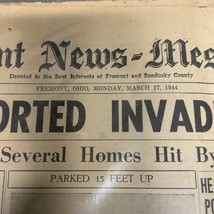 nt News-Mes
Devoted to the Best Interests of Fremont and Sandusky County
FREMONT, OHIO, MONDAY, MARCH 27, 1944
ORTED INVAD
Several Homes Hit By
PARKED 15 FEET UP
HE